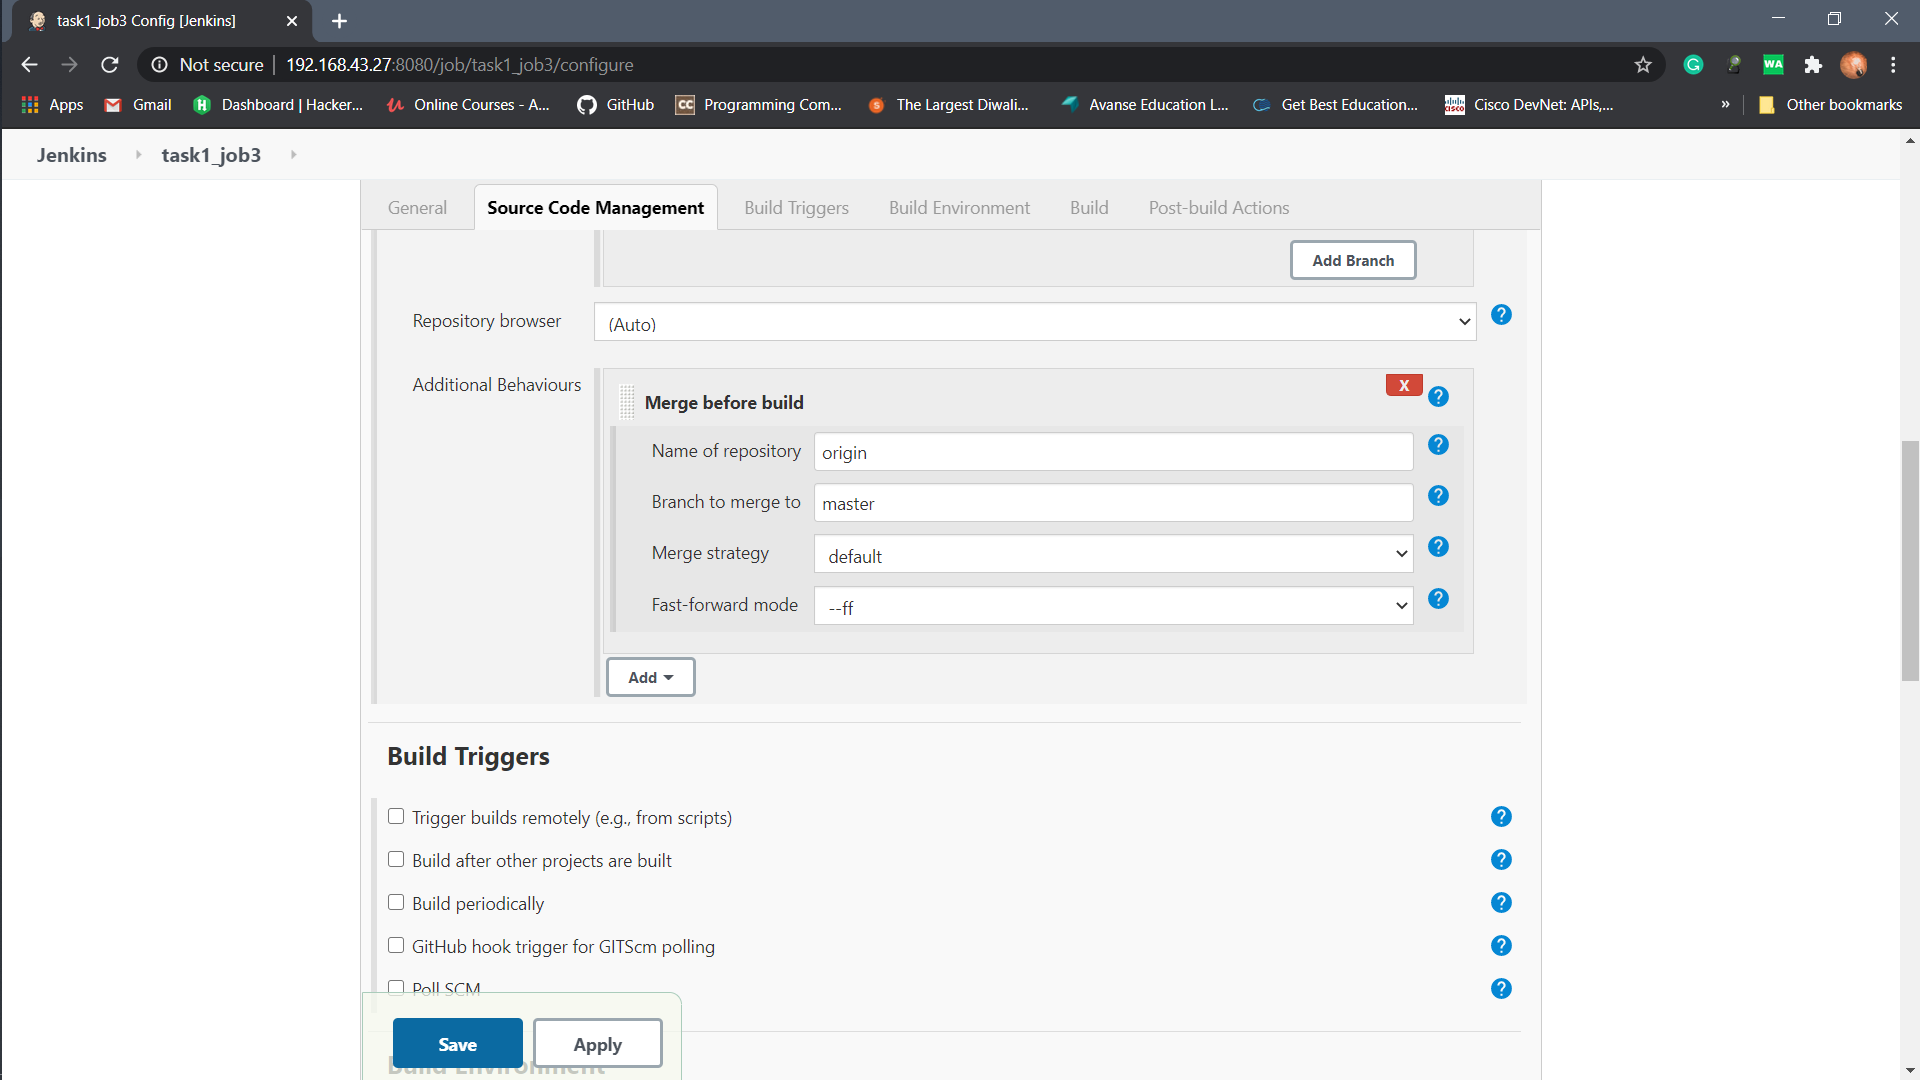 task1_job3 Config [Jenkins]
Not secure | 192.168.43.27:8080/job/task1_job3/configure
Apps Gmail Dashboard | Hacker... Online Courses - A... GitHub Programming Com... The Largest Diwali... Avanse Education L... Get Best Education... Cisco DevNet: APIs,... » Other bookmarks
Jenkins task1_job3
General Source Code Management Build Triggers Build Environment Build Post-build Actions
Add Branch
Repository browser (Auto) ?
Additional Behaviours
X ?
Merge before build
Name of repository origin ?
Branch to merge to master ?
Merge strategy default ?
Fast-forward mode --ff ?
Add
Build Triggers
Trigger builds remotely (e.g., from scripts) ?
Build after other projects are built ?
Build periodically ?
GitHub hook trigger for GITScm polling ?
Poll SCM ?
Save Apply
Build Environment